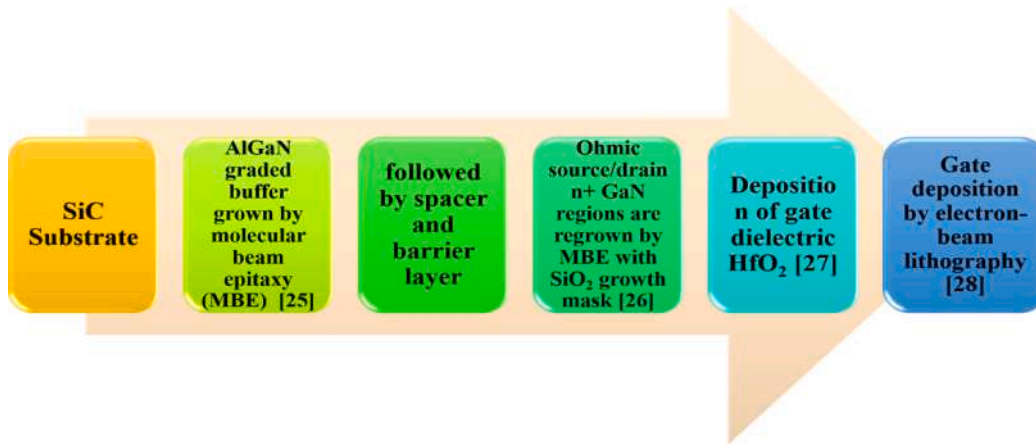 SiC
Substrate
AlGaN
graded
buffer
grown by
molecular
beam
epitaxy
(MBE) [25]
followed
by spacer
and
barrier
layer
Ohmic
source/drain
n+ GaN
regions are
regrown by
MBE with
SiO₂ growth
mask [26]
Depositio
n of gate
dielectric
HfO₂ [27]
Gate
deposition
by electron-
beam
lithography
[28]